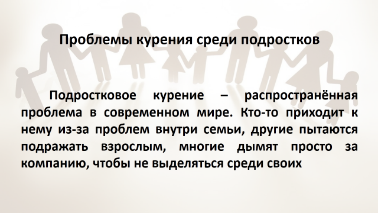 Проблемы курения среди подростков
Подростковое курение – распространённая
проблема в современном мире. Кто-то приходит к
нему из-за проблем внутри семьи, другие пытаются
подражать взрослым, многие дымят просто за
компанию, чтобы не выделяться среди своих